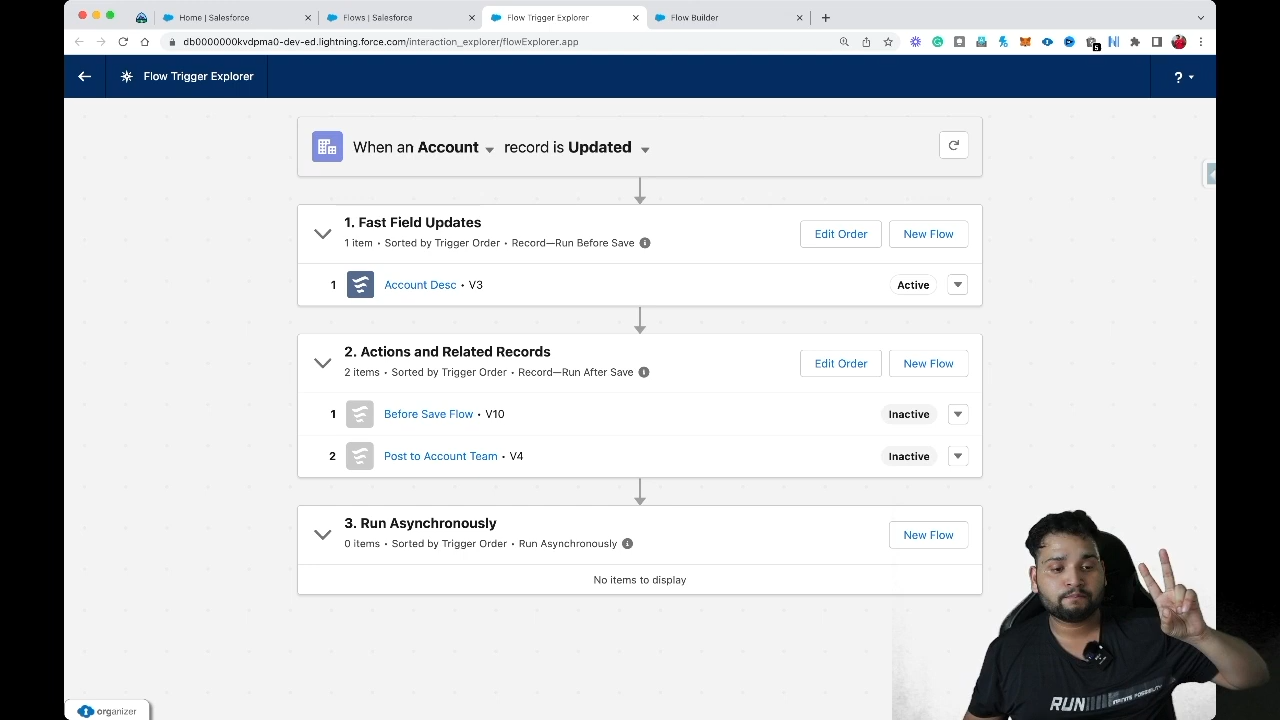 Home | Salesforce
Flows | Salesforce
Flow Trigger Explorer
Flow Builder
db0000000kvdpma0-dev-ed.lightning.force.com/interaction_explorer/flowExplorer.app
5
Flow Trigger Explorer
?
When an Account record is Updated
1. Fast Field Updates
1 item • Sorted by Trigger Order • Record—Run Before Save
Edit Order
New Flow
1 Account Desc • V3
Active
2. Actions and Related Records
2 items • Sorted by Trigger Order • Record—Run After Save
Edit Order
New Flow
1 Before Save Flow • V10
Inactive
2 Post to Account Team • V4
Inactive
3. Run Asynchronously
0 items • Sorted by Trigger Order • Run Asynchronously
New Flow
No items to display
RUN
INFINITE POSSIBILITY
organizer